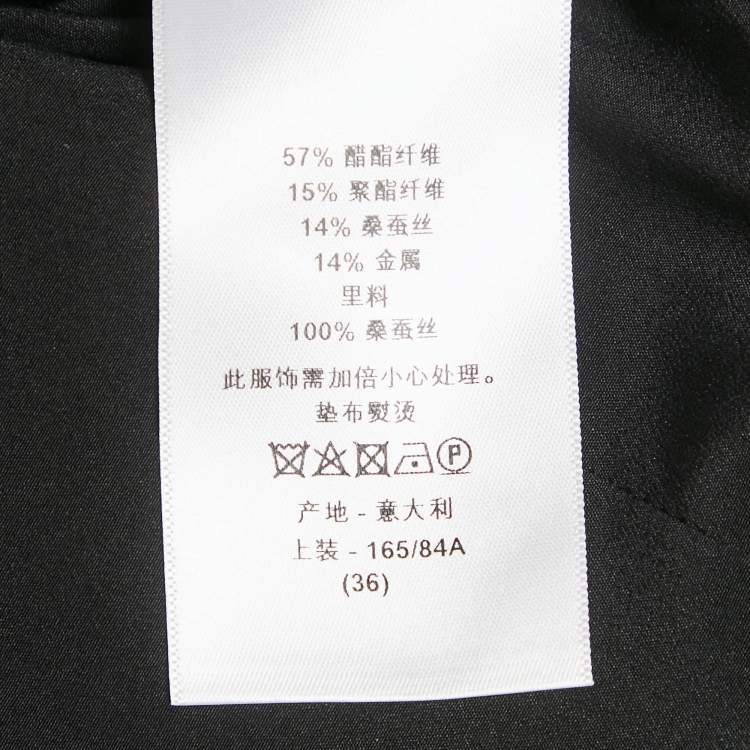 57% 醋酯纤维
15% 聚酯纤维
14% 桑蚕丝
14% 金属
里料
100% 桑蚕丝
此服饰需加倍小心处理。
垫布熨烫
P
产地 - 意大利
上装 - 165/84A
(36)